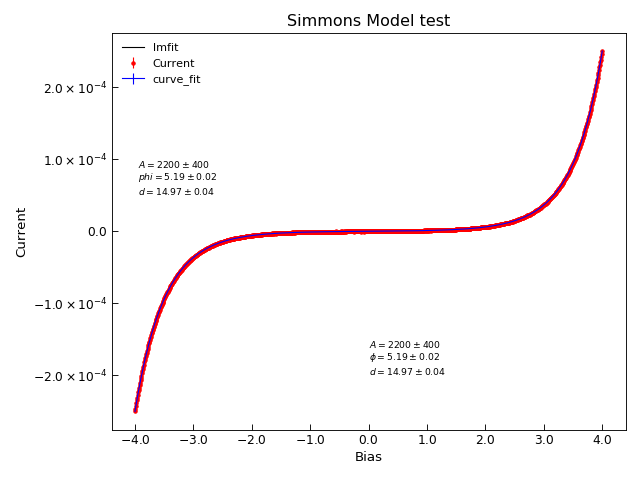 Simmons Model test
lmfit
Current
curve_fit
2.0 × 10⁻⁴
1.0 × 10⁻⁴
0.0
−1.0 × 10⁻⁴
−2.0 × 10⁻⁴
Current
A = 2200 ± 400
phi = 5.19 ± 0.02
d = 14.97 ± 0.04
A = 2200 ± 400
ϕ = 5.19 ± 0.02
d = 14.97 ± 0.04
−4.0 −3.0 −2.0 −1.0 0.0 1.0 2.0 3.0 4.0
Bias